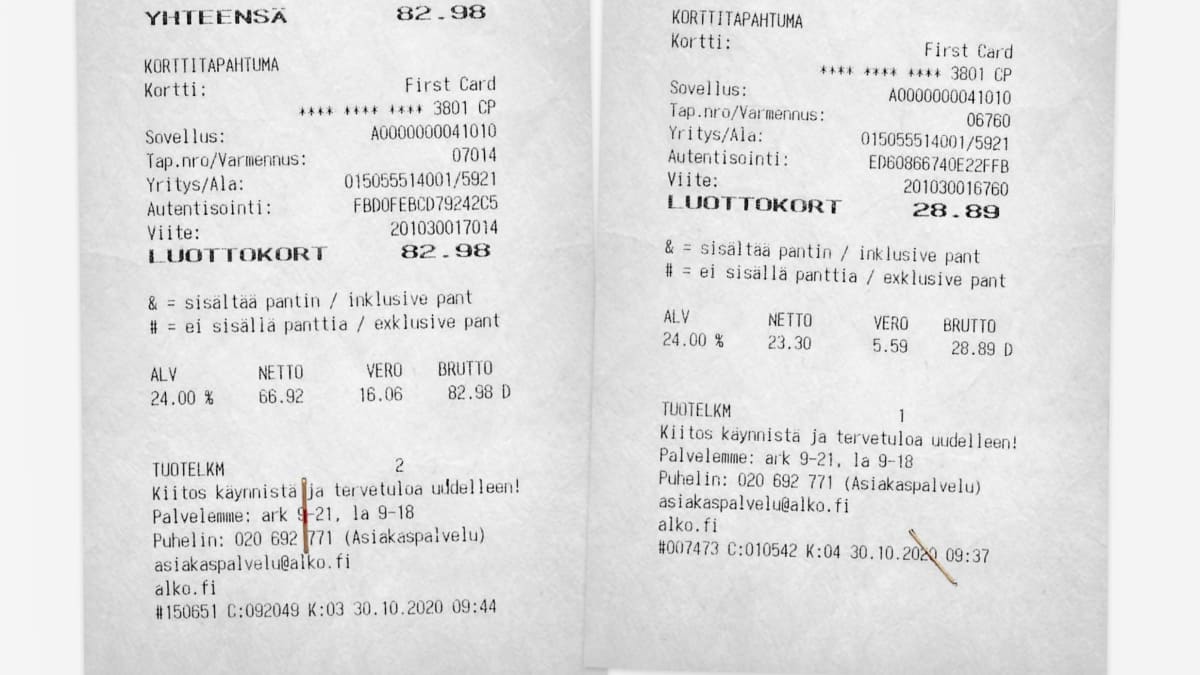 YHTEENSÄ 82.98
KORTTITAPAHTUMA
Kortti: First Card
**** **** **** 3801 CP
Sovellus: A0000000041010
Tap.nro/Varmennus: 07014
Yritys/Ala: 015055514001/5921
Autentisointi: FBD0FEBCD79242C5
Viite: 201030017014
LUOTTOKORT 82.98
& = sisältää pantin / inklusive pant
# = ei sisällä panttia / exklusive pant
ALV NETTO VERO BRUTTO
24.00 % 66.92 16.06 82.98 D
TUOTELKM 2
Kiitos käynnistä ja tervetuloa uudelleen!
Palvelemme: ark 9-21, la 9-18
Puhelin: 020 692 771 (Asiakaspalvelu)
asiakaspalvelu@alko.fi
alko.fi
#150651 C:092049 K:03 30.10.2020 09:44
KORTTITAPAHTUMA
Kortti: First Card
**** **** **** 3801 CP
Sovellus: A0000000041010
Tap.nro/Varmennus: 06760
Yritys/Ala: 015055514001/5921
Autentisointi: ED60866740E22FFB
Viite: 201030016760
LUOTTOKORT 28.89
& = sisältää pantin / inklusive pant
# = ei sisällä panttia / exklusive pant
ALV NETTO VERO BRUTTO
24.00 % 23.30 5.59 28.89 D
TUOTELKM 1
Kiitos käynnistä ja tervetuloa uudelleen!
Palvelemme: ark 9-21, la 9-18
Puhelin: 020 692 771 (Asiakaspalvelu)
asiakaspalvelu@alko.fi
alko.fi
#007473 C:010542 K:04 30.10.2020 09:37